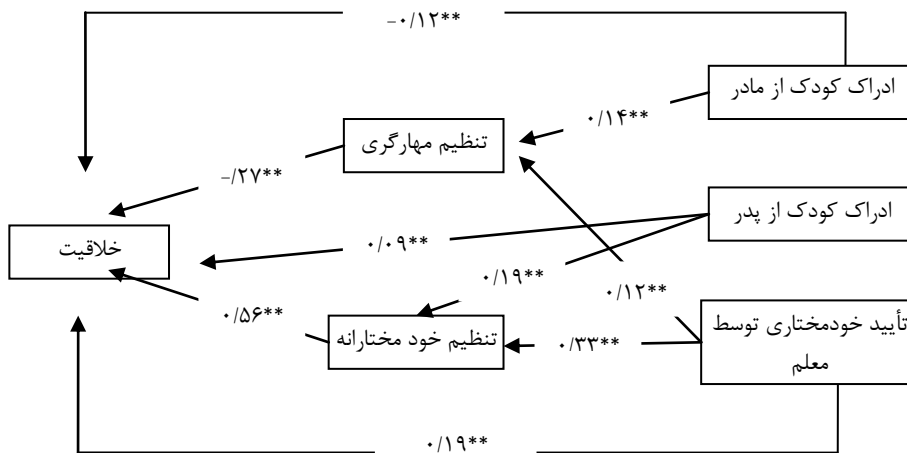 -۰/۱۲**
ادراک کودک از مادر
۰/۱۴**
تنظیم مهارگری
-/۲۷**
ادراک کودک از پدر
۰/۰۹**
خلاقیت
۰/۱۹**
۰/۱۲**
۰/۵۶**
تنظیم خود مختارانه
۰/۳۳**
تأیید خودمختاری توسط
معلم
۰/۱۹**